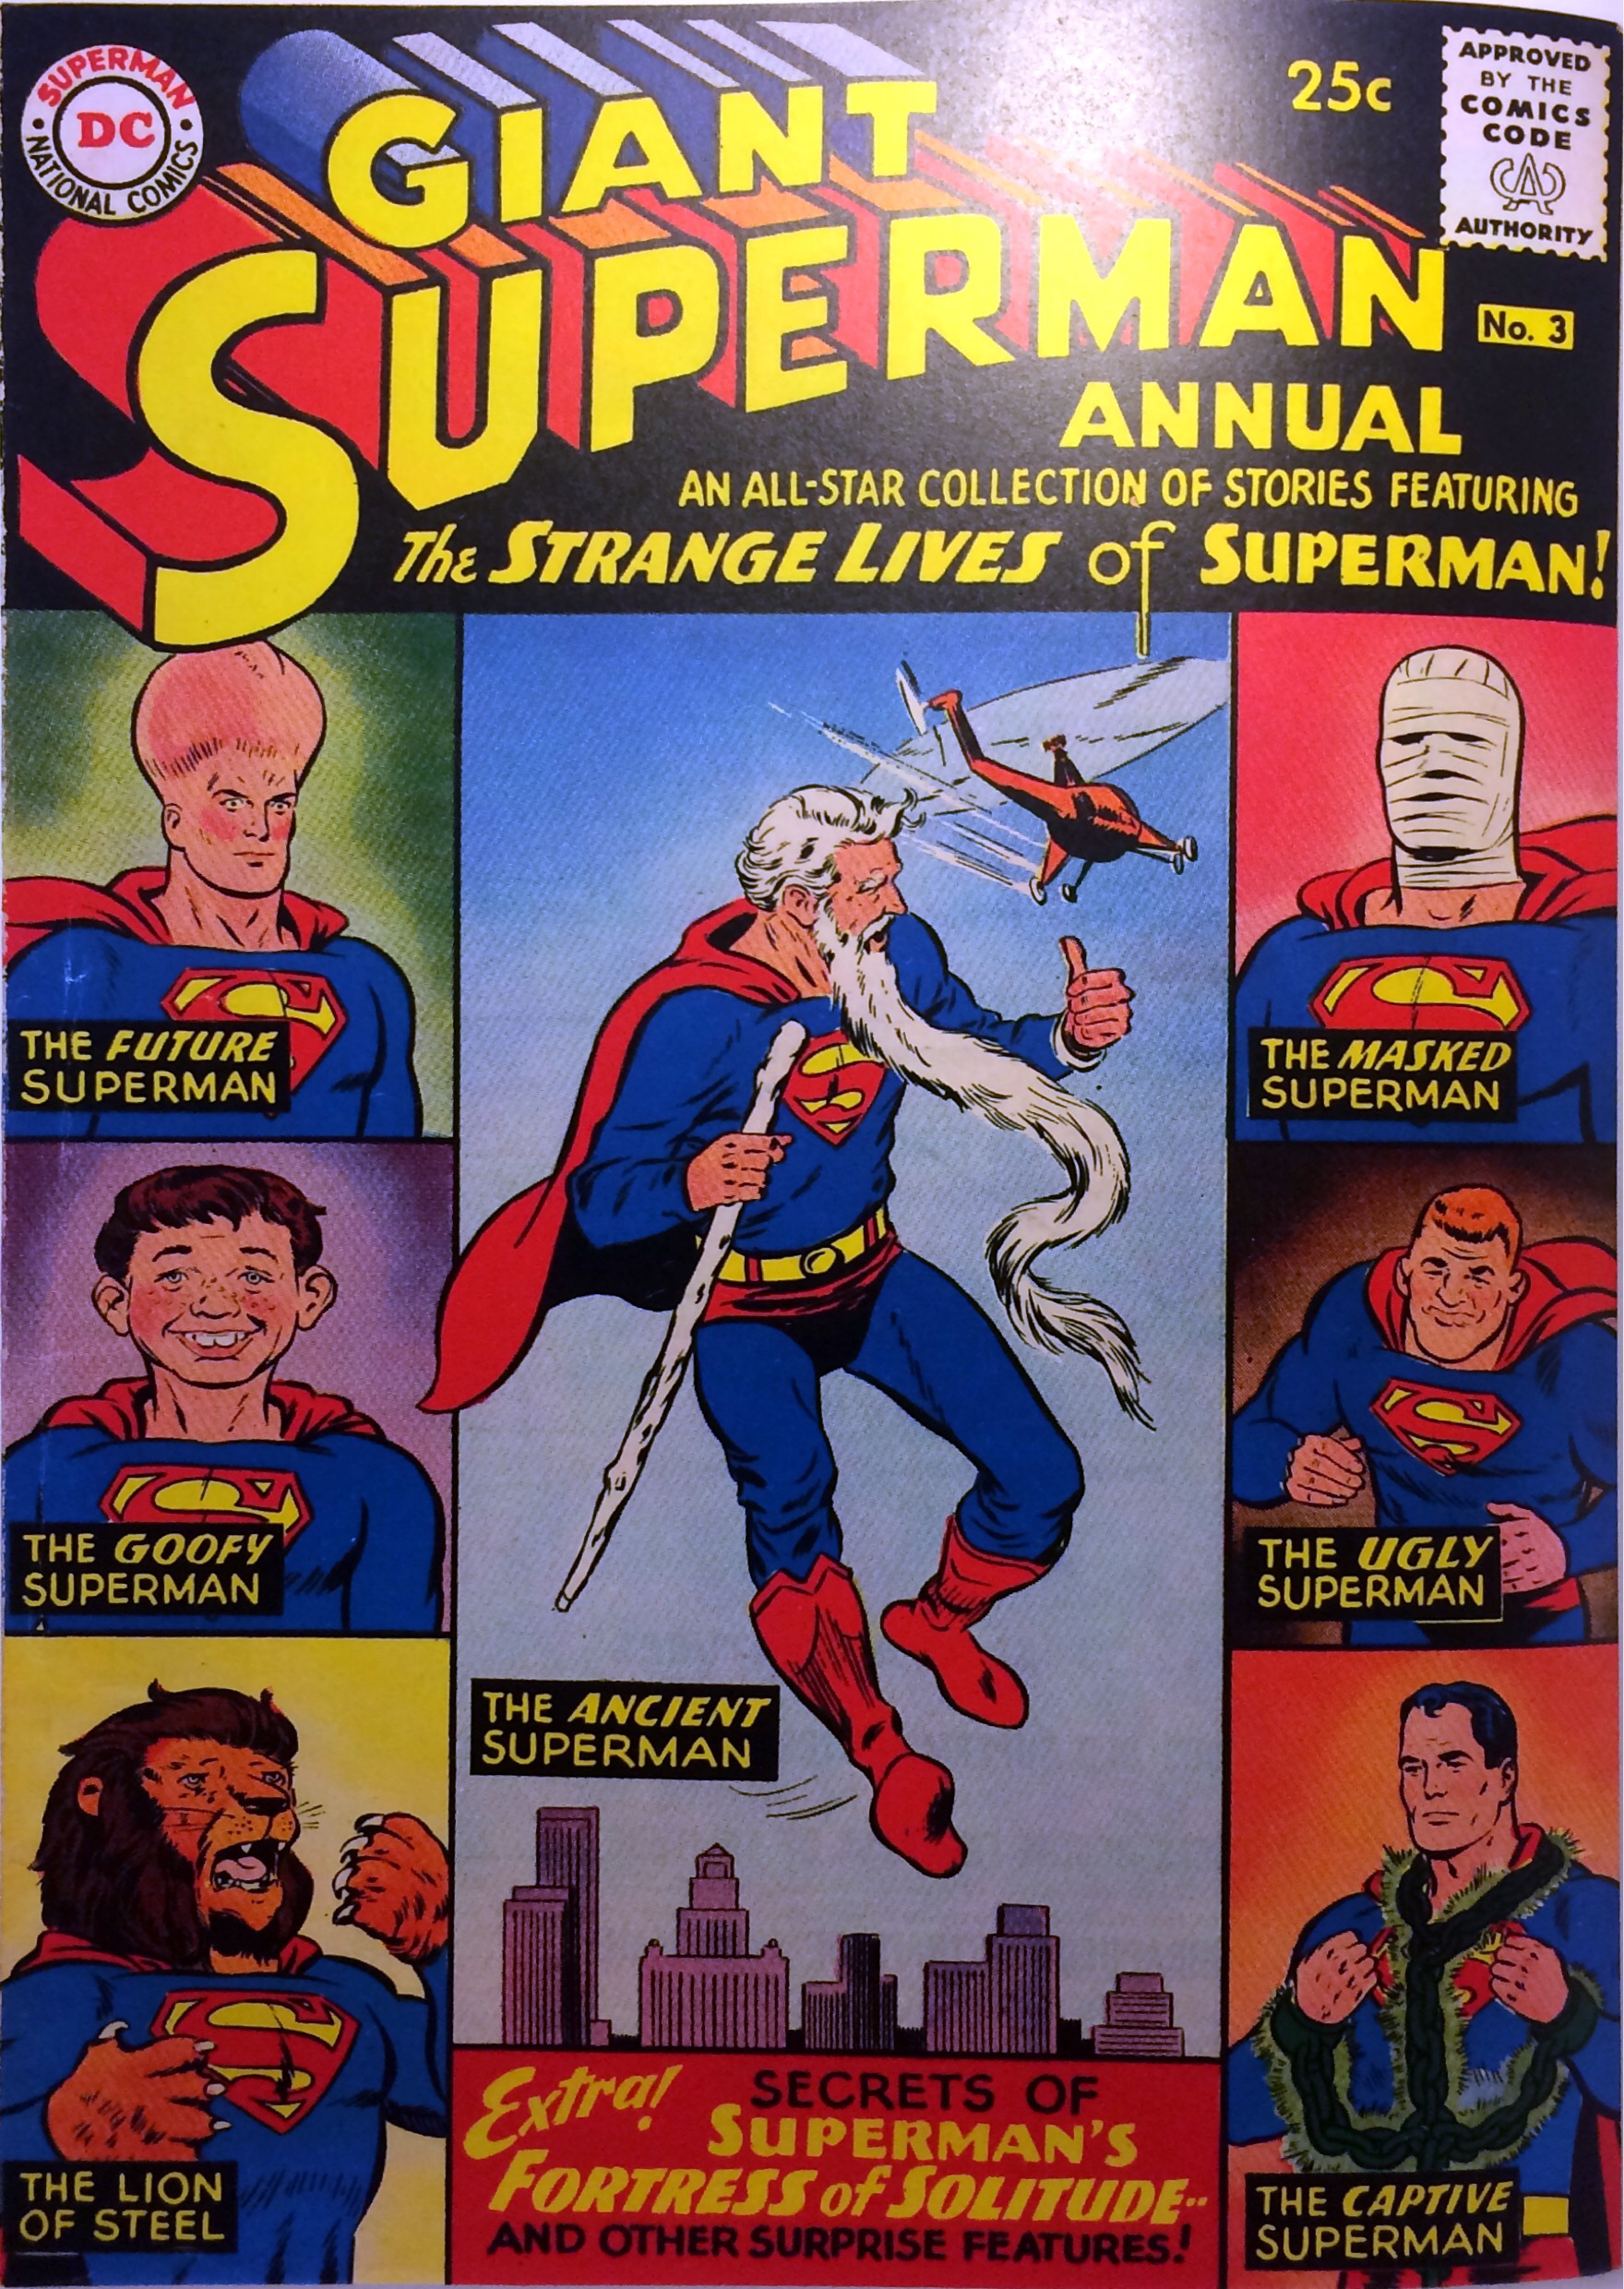 SUPERMAN
DC
NATIONAL COMICS
GIANT
SUPERMAN
ANNUAL
25c
APPROVED
BY THE
COMICS
CODE
CA
AUTHORITY
No. 3
AN ALL-STAR COLLECTION OF STORIES FEATURING
The STRANGE LIVES of SUPERMAN!
THE FUTURE
SUPERMAN
THE GOOFY
SUPERMAN
THE LION
OF STEEL
THE ANCIENT
SUPERMAN
THE MASKED
SUPERMAN
THE UGLY
SUPERMAN
THE CAPTIVE
SUPERMAN
Extra! SECRETS OF
SUPERMAN'S
FORTRESS of SOLITUDE--
AND OTHER SURPRISE FEATURES!